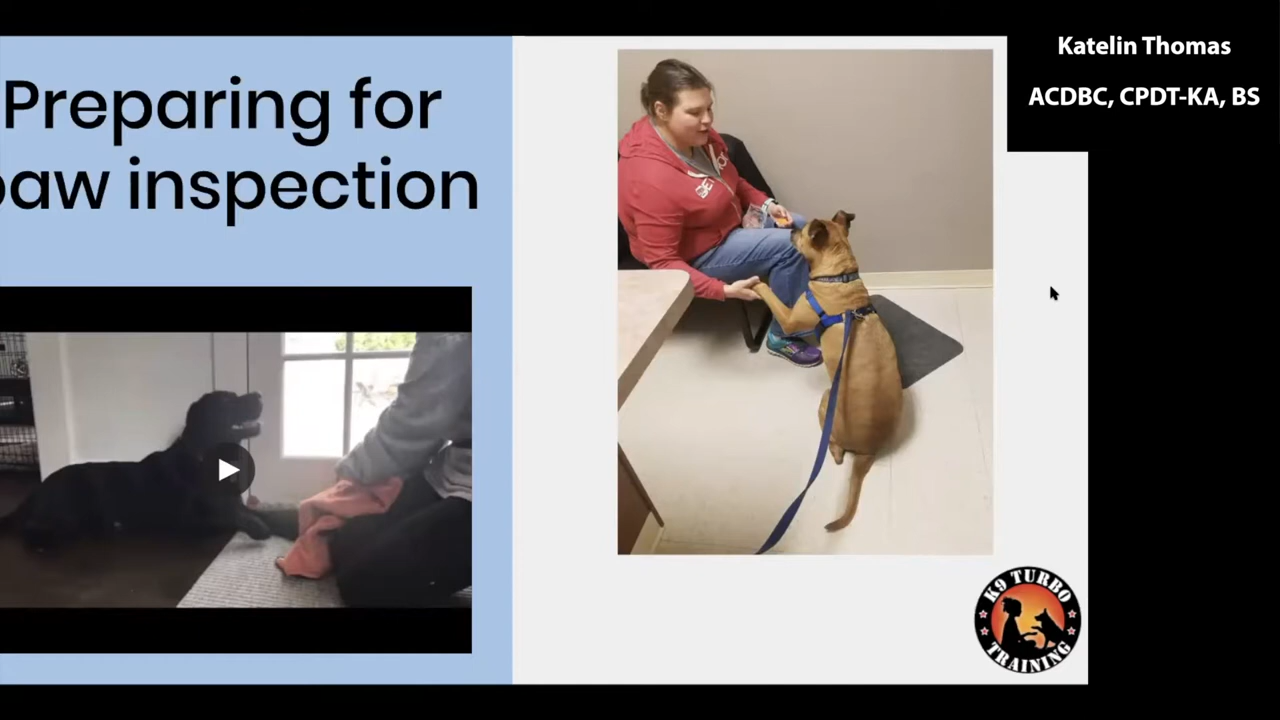 Preparing for
paw inspection
Katelin Thomas
ACDBC, CPDT-KA, BS
K9 TURBO
TRAINING